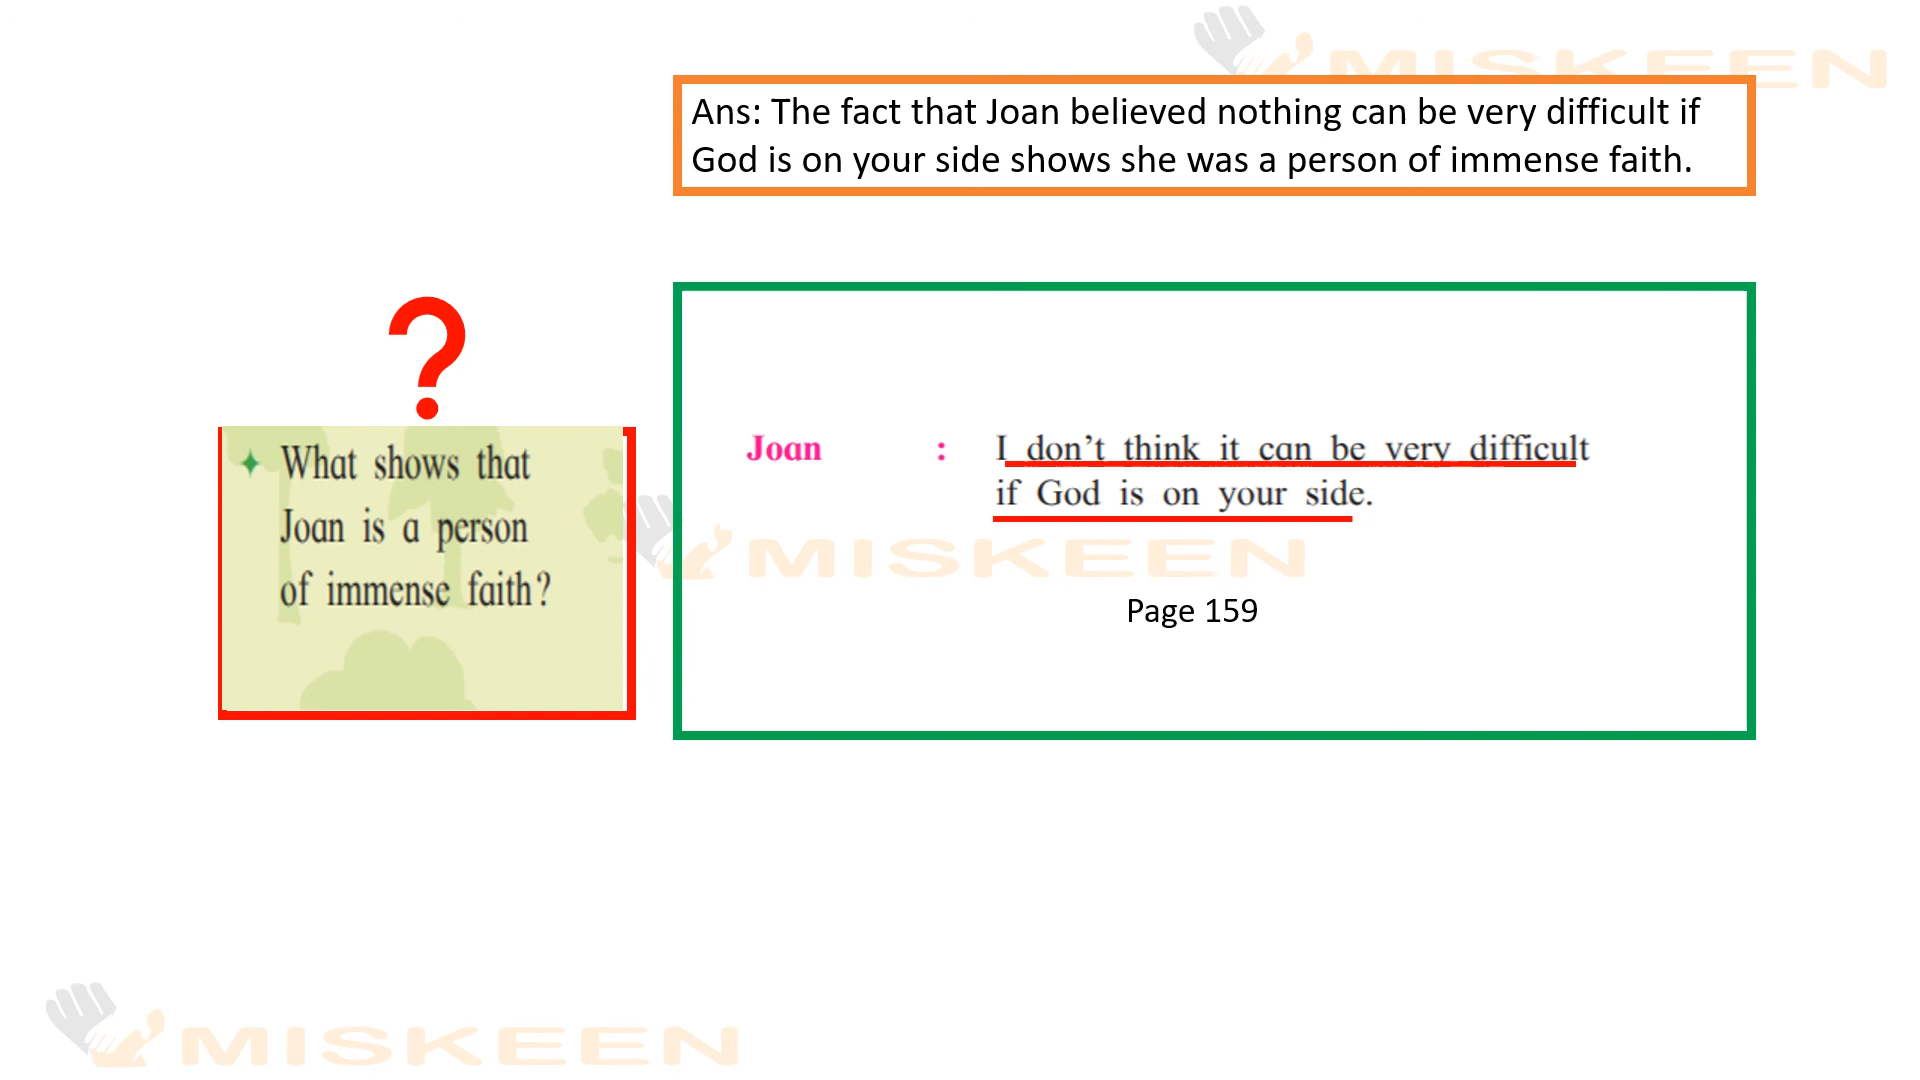 MISKEEN
Ans: The fact that Joan believed nothing can be very difficult if
God is on your side shows she was a person of immense faith.
?
What shows that
Joan is a person
of immense faith?
Joan : I don't think it can be very difficult
if God is on your side.
MISKEEN
Page 159
MISKEEN